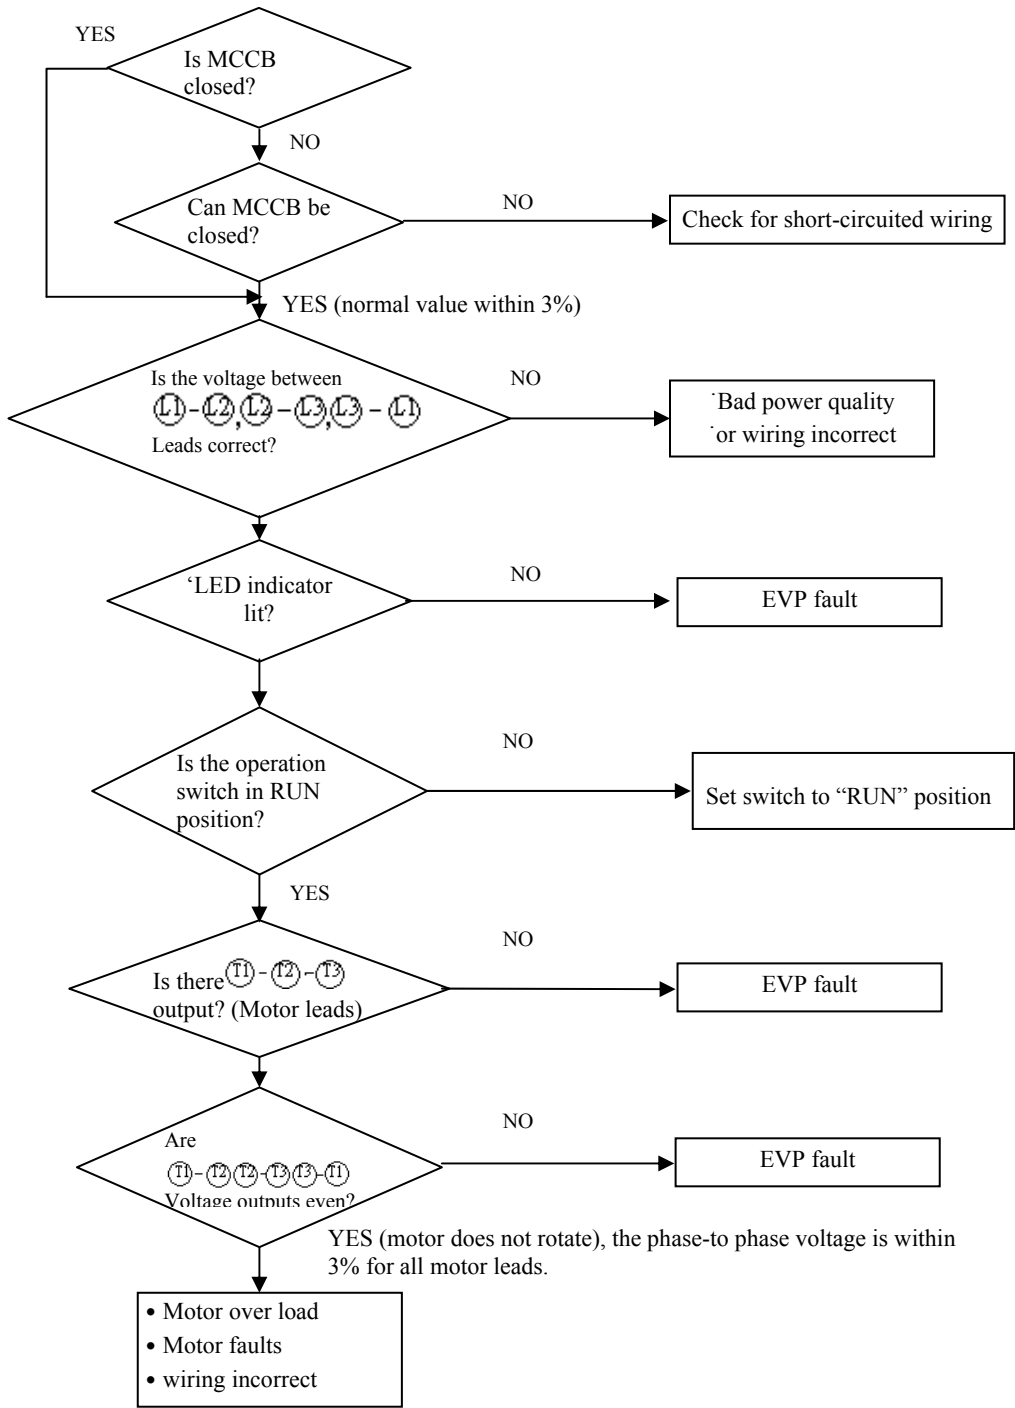 YES
Is MCCB
closed?
NO
Can MCCB be
closed?
NO
Check for short-circuited wiring
YES (normal value within 3%)
Is the voltage between
L1-L2,L2-L3,L3-L1
Leads correct?
NO
˙Bad power quality
˙or wiring incorrect
‘LED indicator
lit?
NO
EVP fault
Is the operation
switch in RUN
position?
NO
Set switch to “RUN” position
YES
Is there T1-T2-T3
output? (Motor leads)
NO
EVP fault
Are
T1-T2 T2-T3 T3-T1
Voltage outputs even?
NO
EVP fault
YES (motor does not rotate), the phase-to phase voltage is within
3% for all motor leads.
• Motor over load
• Motor faults
• wiring incorrect